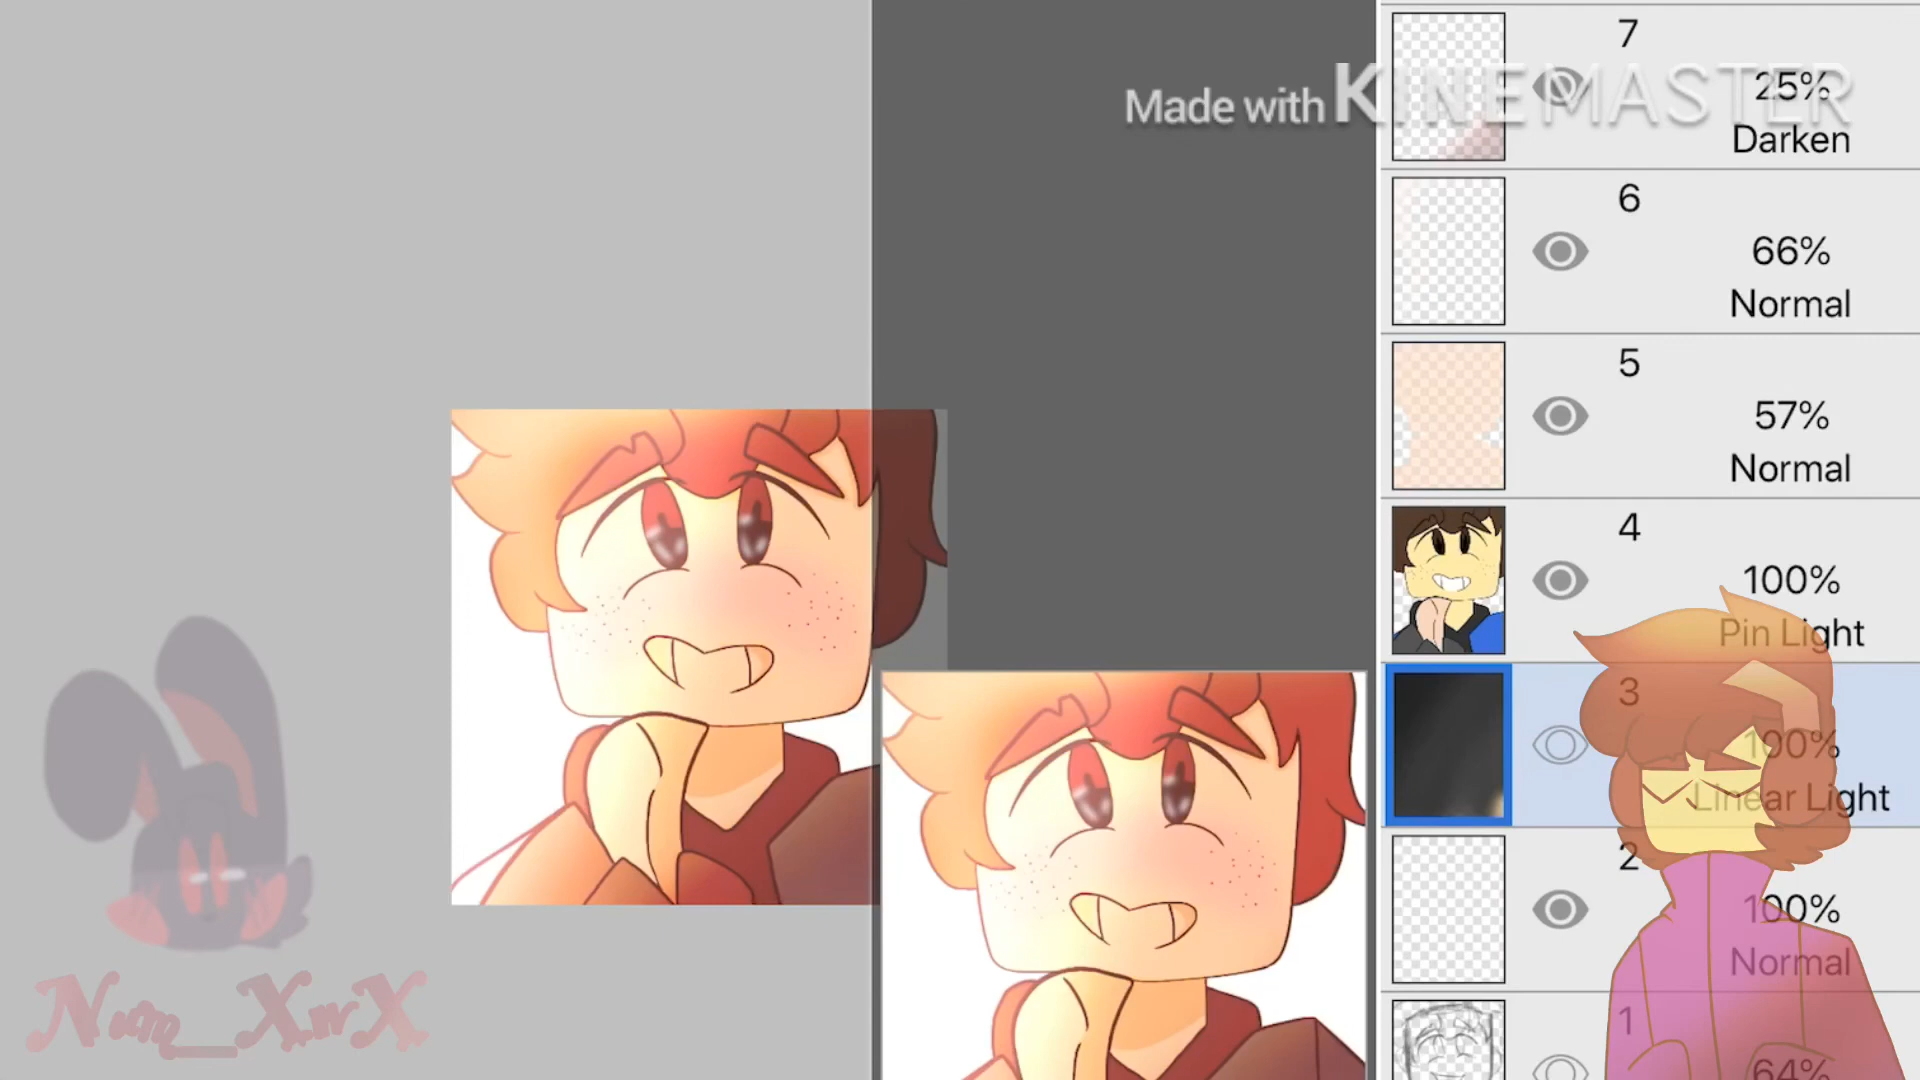 Made with KINEMASTER
7
25%
Darken
6
66%
Normal
5
57%
Normal
4
100%
Pin Light
3
100%
Linear Light
2
100%
Normal
1
64%
Num_XwX